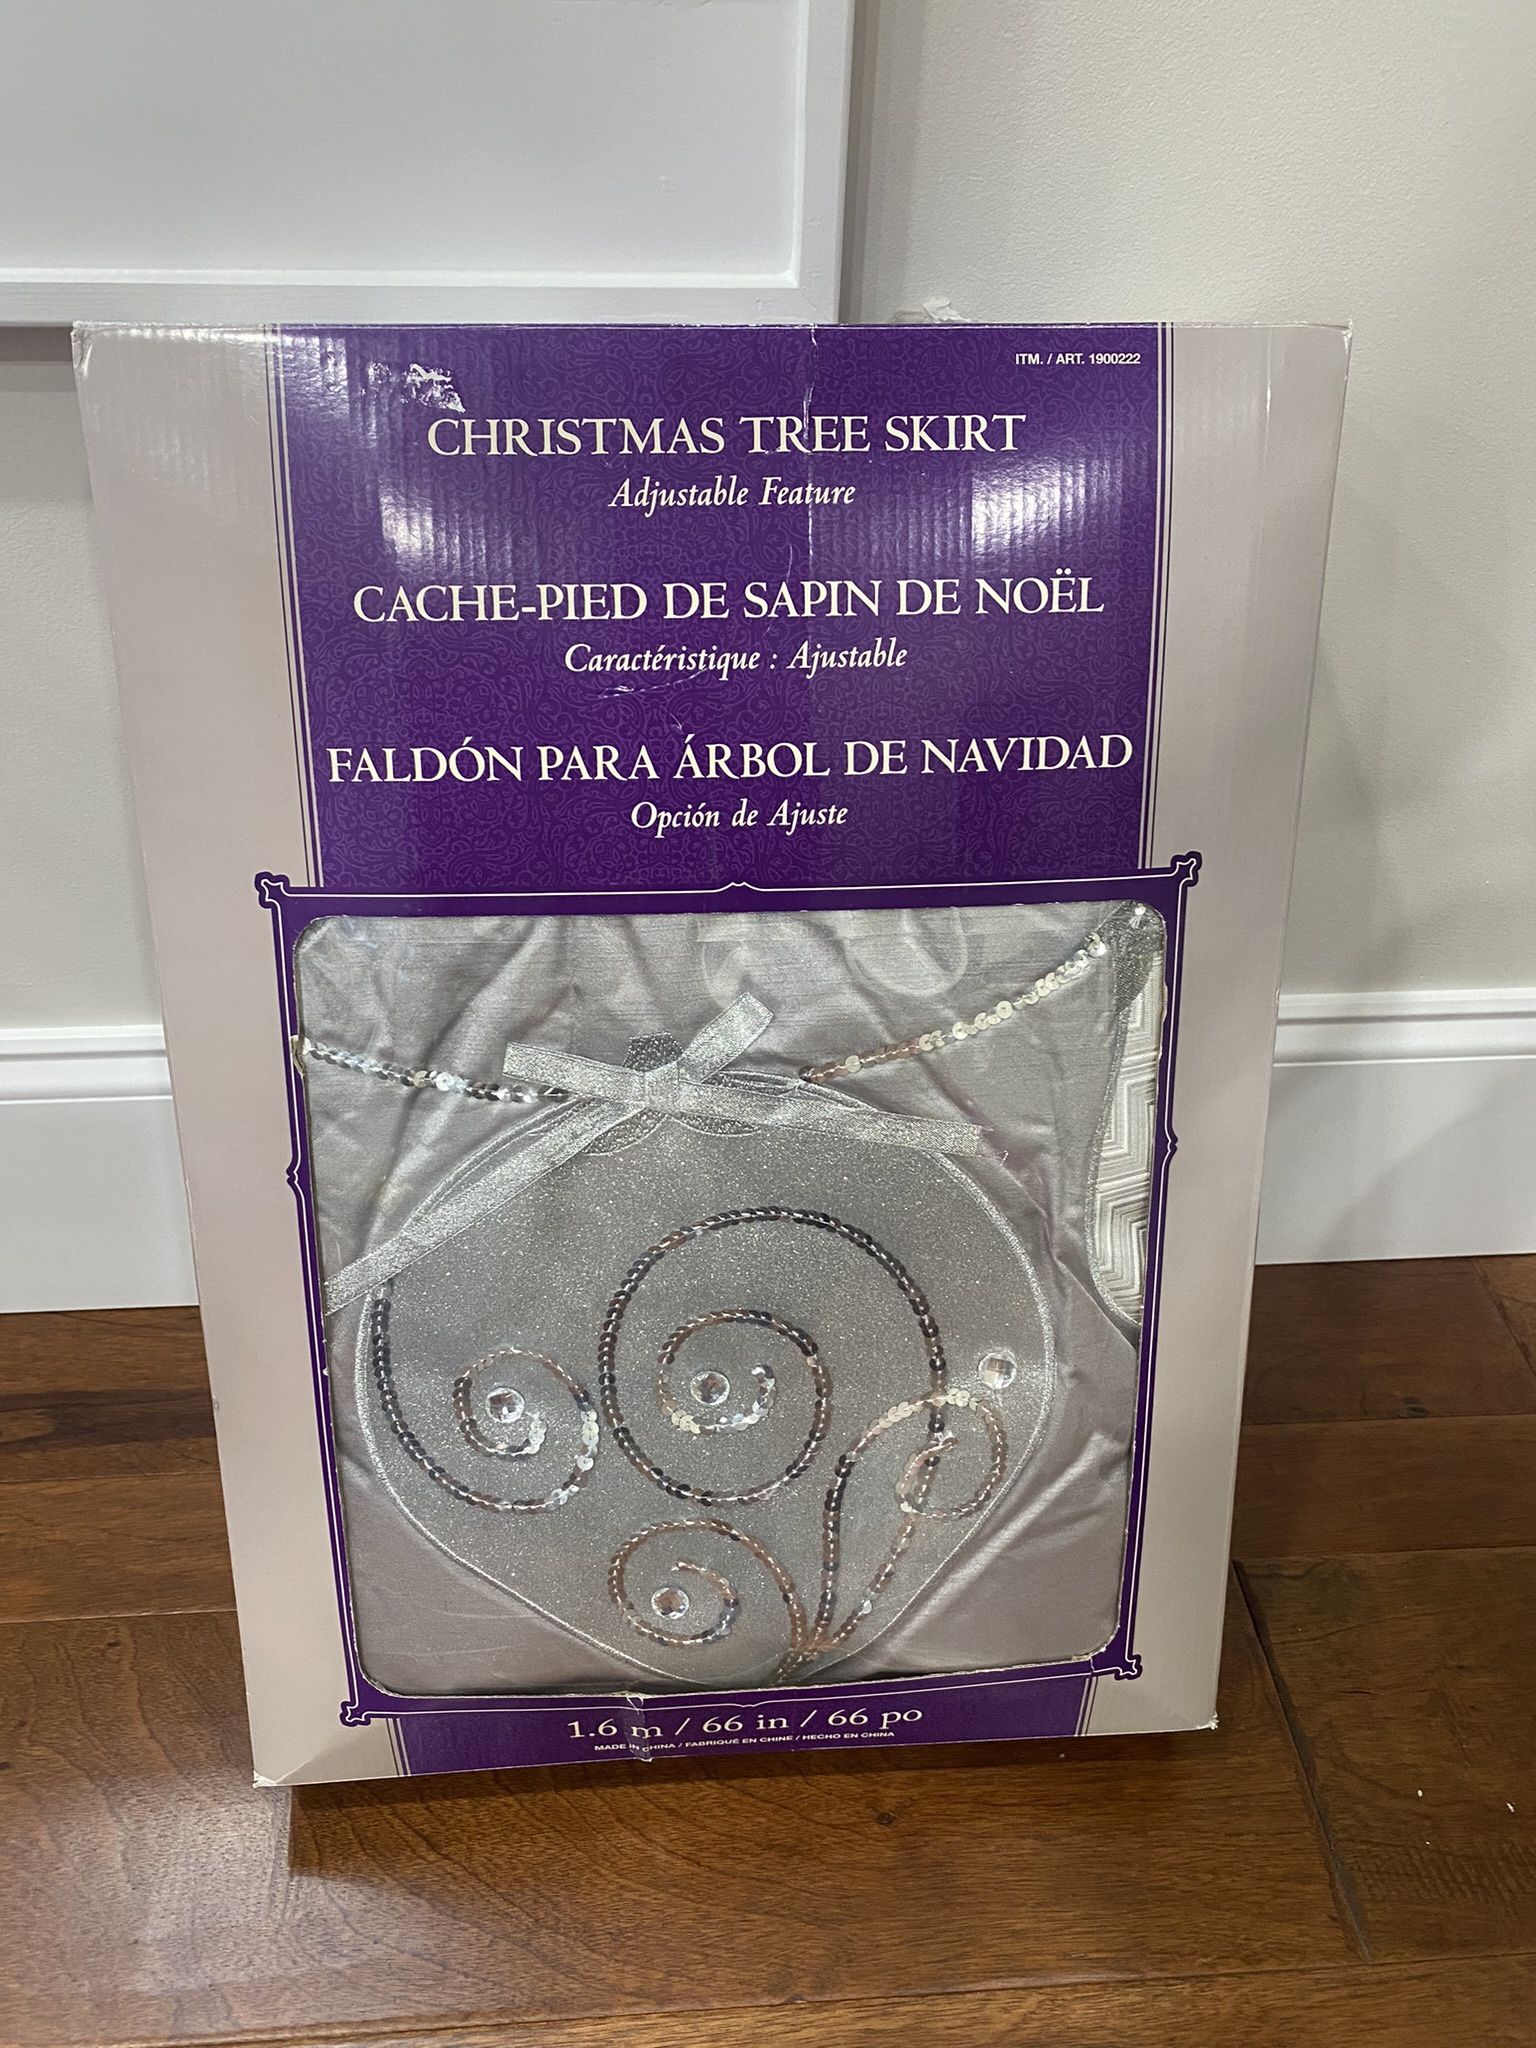 ITM. / ART. 1900222
CHRISTMAS TREE SKIRT
Adjustable Feature
CACHE-PIED DE SAPIN DE NOËL
Caractéristique : Ajustable
FALDÓN PARA ÁRBOL DE NAVIDAD
Opción de Ajuste
1.6 m / 66 in / 66 po
MADE IN CHINA / FABRIQUÉ EN CHINE / HECHO EN CHINA